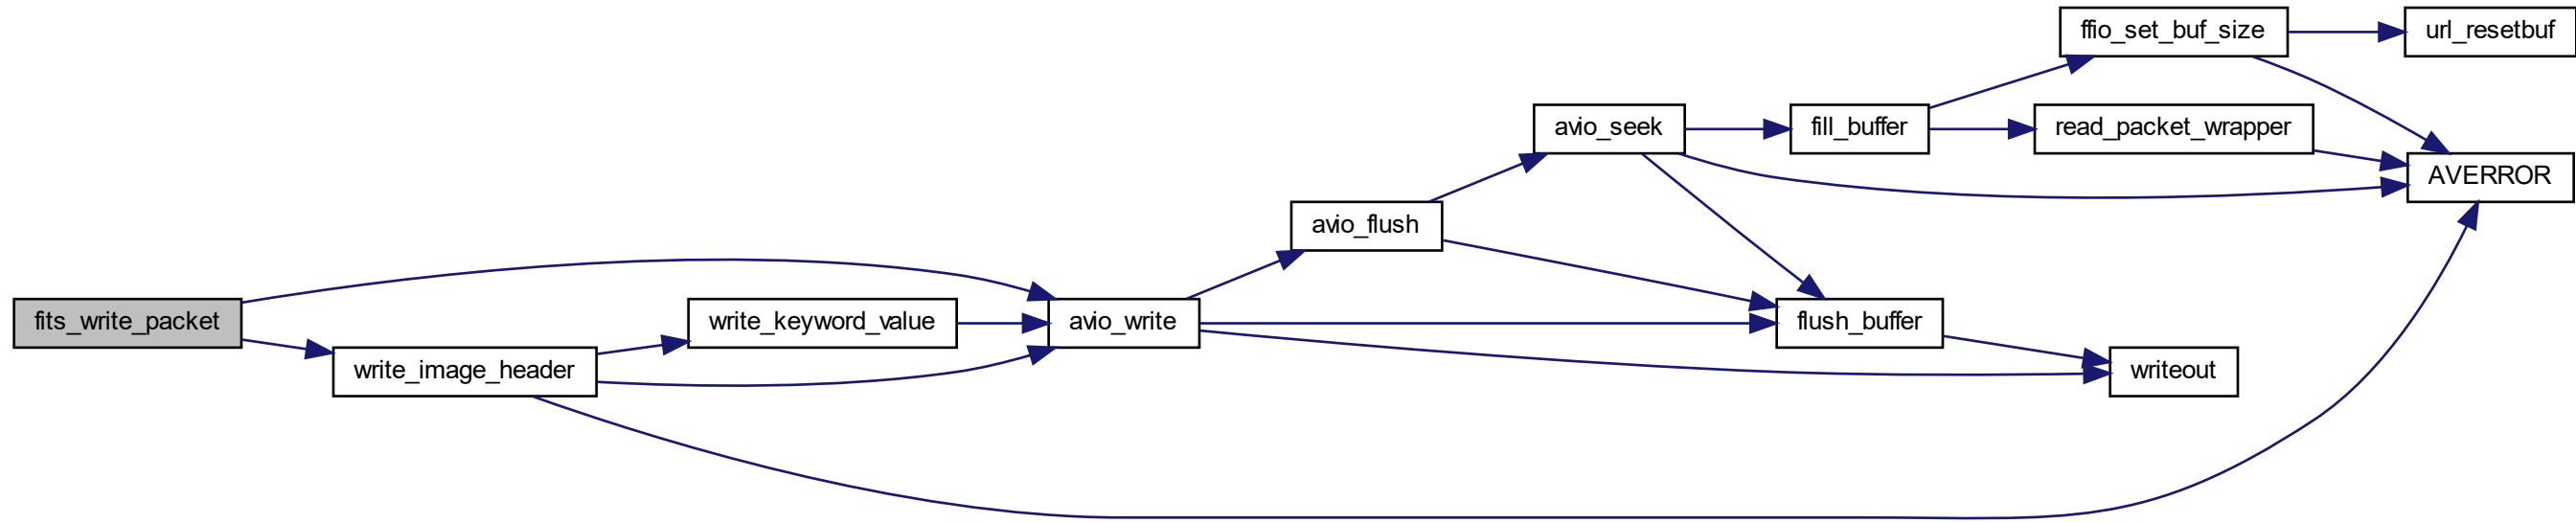 fits_write_packet
write_image_header
write_keyword_value
avio_write
avio_flush
avio_seek
fill_buffer
ffio_set_buf_size
url_resetbuf
read_packet_wrapper
AVERROR
flush_buffer
writeout